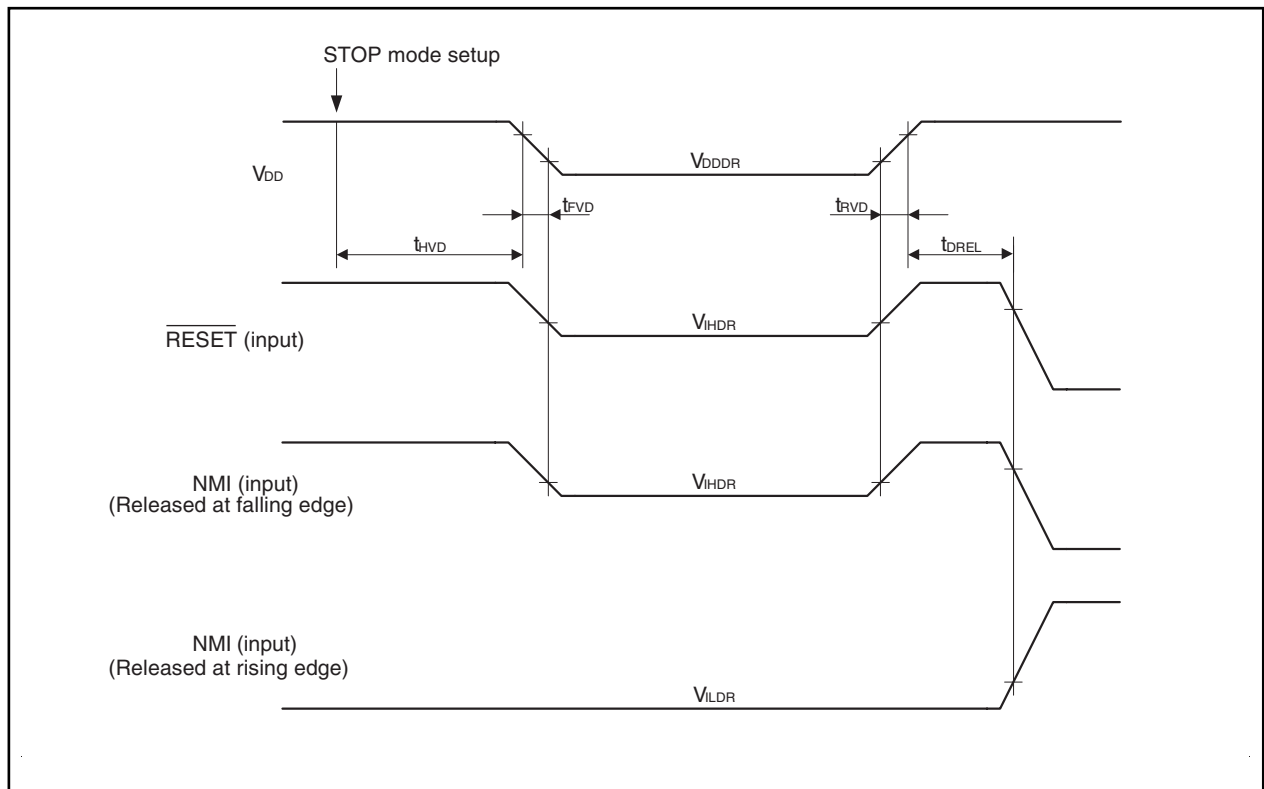 STOP mode setup
VDD
VDDDR
tFVD
tRVD
tHVD
tDREL
RESET (input)
VIHDR
NMI (input)
(Released at falling edge)
VIHDR
NMI (input)
(Released at rising edge)
VILDR